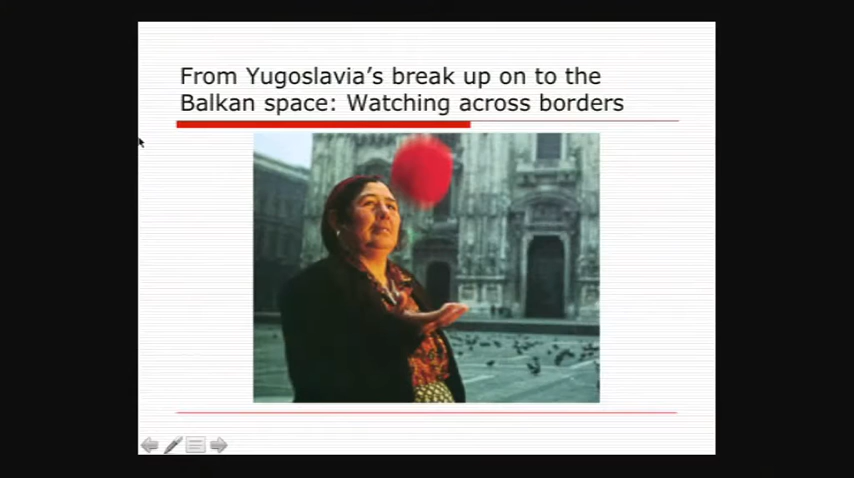 From Yugoslavia's break up on to the
Balkan space: Watching across borders